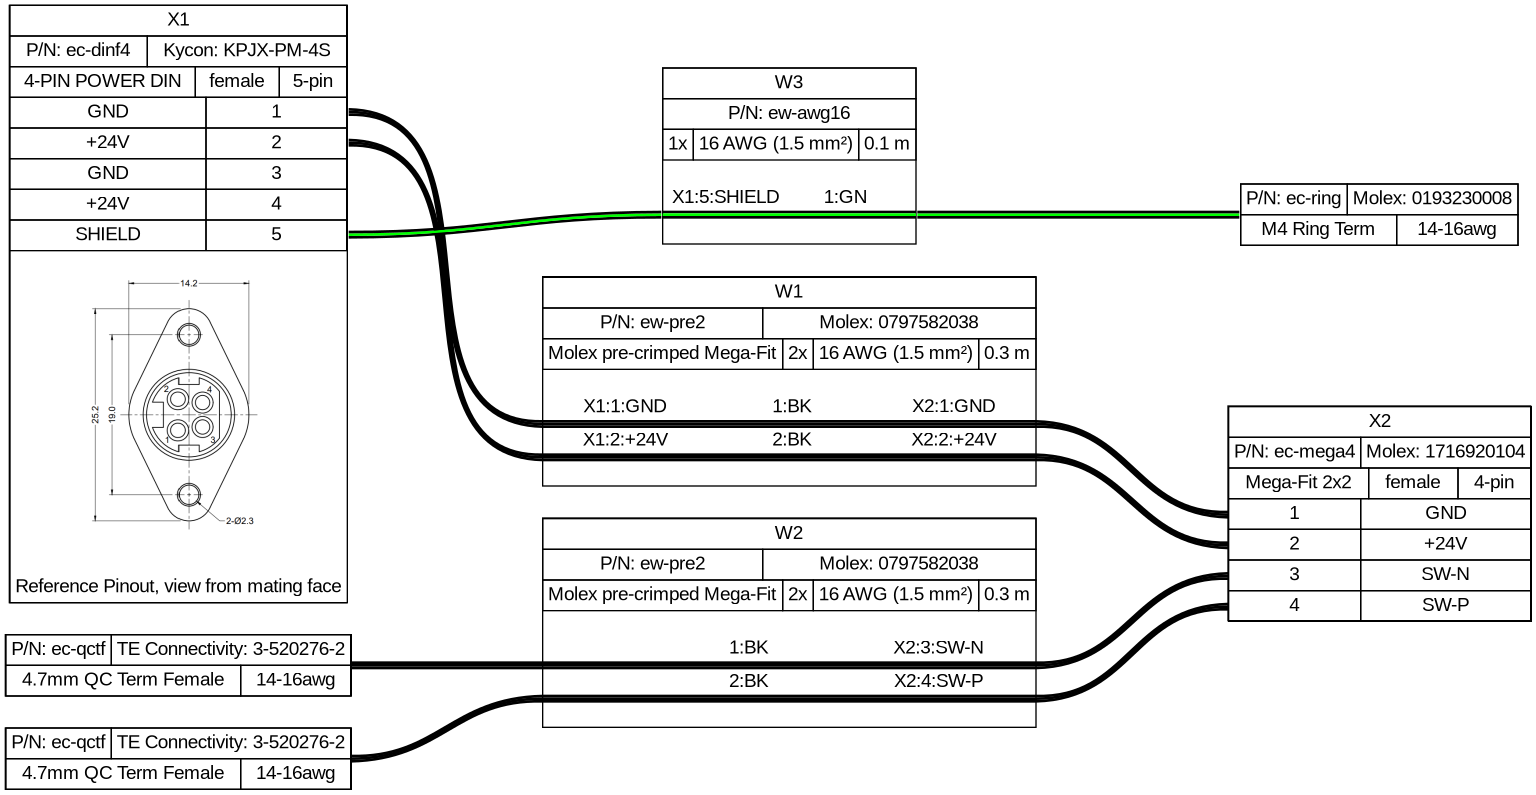 X1
P/N: ec-dinf4 Kycon: KPJX-PM-4S
4-PIN POWER DIN female 5-pin
GND 1
+24V 2
GND 3
+24V 4
SHIELD 5
14.2
25.2
19.0
2 4
1 3
2-Ø2.3
Reference Pinout, view from mating face
P/N: ec-qctf TE Connectivity: 3-520276-2
4.7mm QC Term Female 14-16awg
P/N: ec-qctf TE Connectivity: 3-520276-2
4.7mm QC Term Female 14-16awg
W3
P/N: ew-awg16
1x 16 AWG (1.5 mm²) 0.1 m
X1:5:SHIELD 1:GN
W1
P/N: ew-pre2 Molex: 0797582038
Molex pre-crimped Mega-Fit 2x 16 AWG (1.5 mm²) 0.3 m
X1:1:GND 1:BK X2:1:GND
X1:2:+24V 2:BK X2:2:+24V
W2
P/N: ew-pre2 Molex: 0797582038
Molex pre-crimped Mega-Fit 2x 16 AWG (1.5 mm²) 0.3 m
1:BK X2:3:SW-N
2:BK X2:4:SW-P
P/N: ec-ring Molex: 0193230008
M4 Ring Term 14-16awg
X2
P/N: ec-mega4 Molex: 1716920104
Mega-Fit 2x2 female 4-pin
1 GND
2 +24V
3 SW-N
4 SW-P